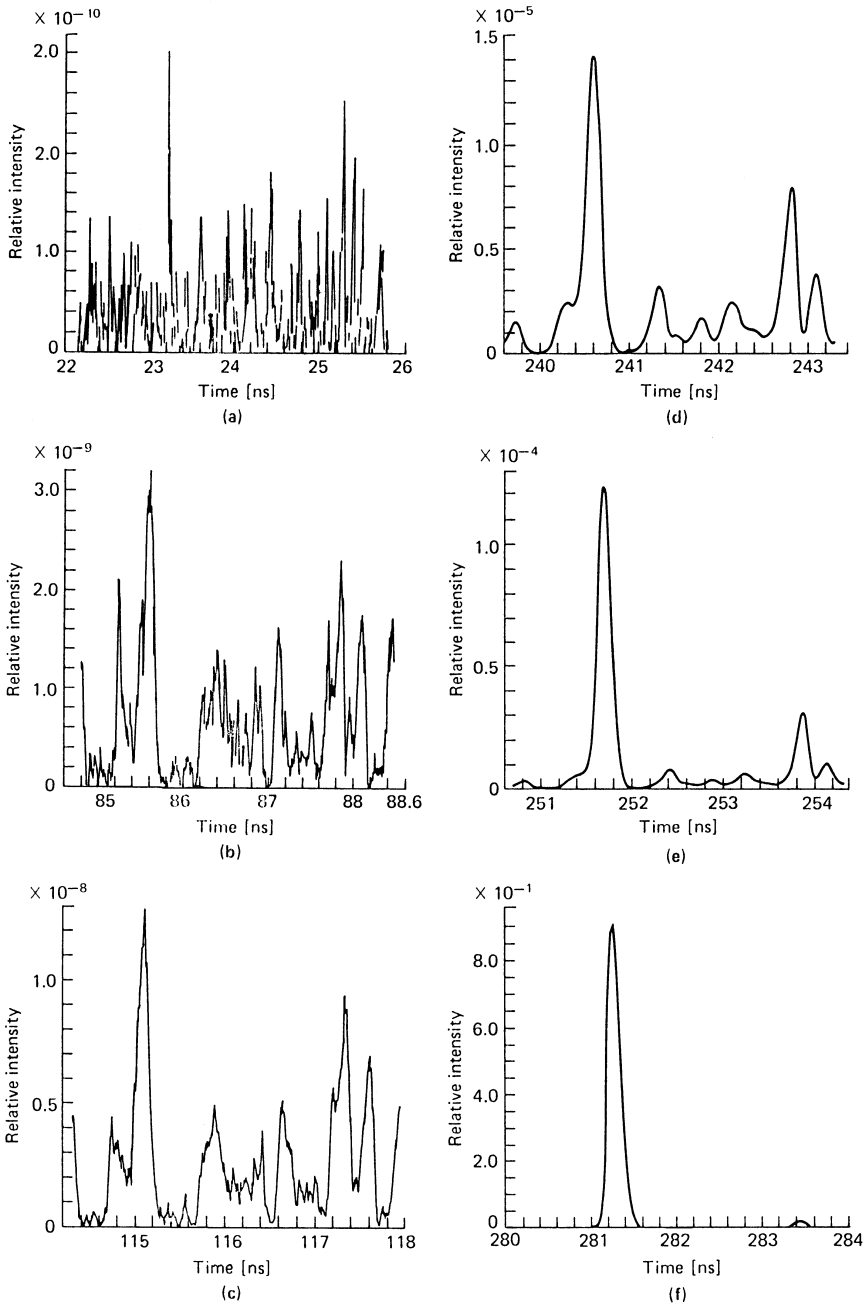 × 10⁻¹⁰
2.0
2.0
1.0
0
Relative intensity
22 23 24 25 26
Time [ns]
(a)
× 10⁻⁵
1.5
1.0
0.5
0
Relative intensity
240 241 242 243
Time [ns]
(d)
× 10⁻⁹
3.0
2.0
1.0
0
Relative intensity
85 86 87 88 88.6
Time [ns]
(b)
× 10⁻⁴
1.0
0.5
0
Relative intensity
251 252 253 254
Time [ns]
(e)
× 10⁻⁸
1.0
0.5
0
Relative intensity
115 116 117 118
Time [ns]
(c)
× 10⁻¹
8.0
6.0
4.0
2.0
0
Relative intensity
280 281 282 283 284
Time [ns]
(f)